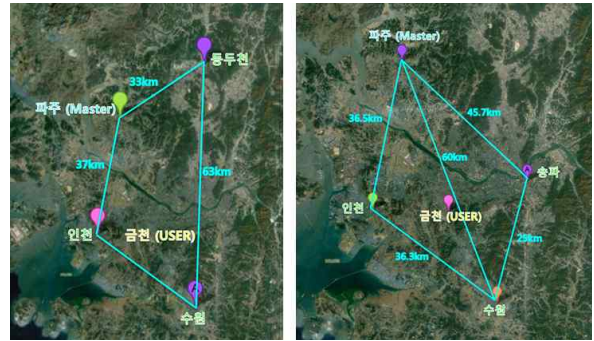 동두천
33km
파주 (Master)
37km
63km
인천
금천 (USER)
수원
파주 (Master)
36.5km
45.7km
60km
송파
인천
금천 (USER)
36.3km
25km
수원